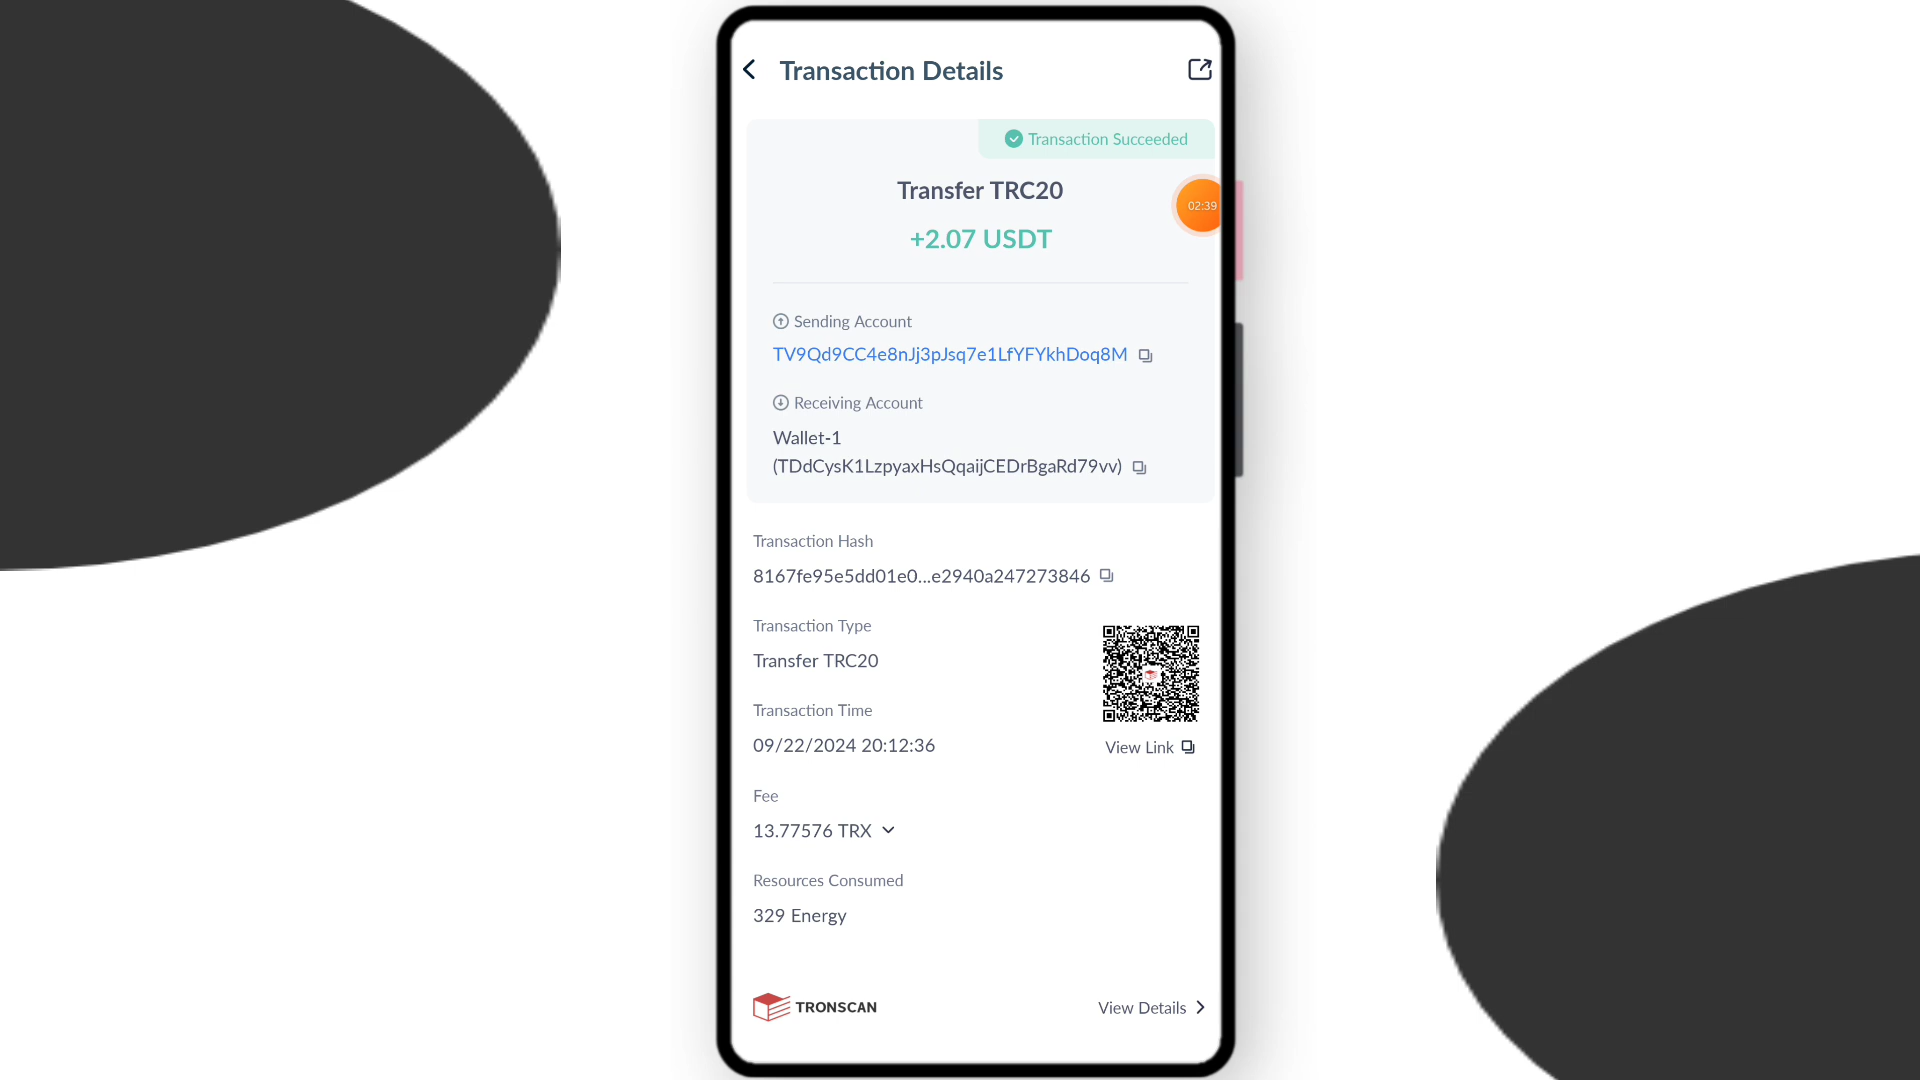 Transaction Details
Transaction Succeeded
Transfer TRC20
02:39
+2.07 USDT
Sending Account
TV9Qd9CC4e8nJj3pJsq7e1LfYFYkhDoq8M
Receiving Account
Wallet-1
(TDdCysK1LzpyaxHsQqaijCEDrBgaRd79vv)
Transaction Hash
8167fe95e5dd01e0...e2940a247273846
Transaction Type
Transfer TRC20
Transaction Time
09/22/2024 20:12:36
View Link
Fee
13.77576 TRX
Resources Consumed
329 Energy
TRONSCAN
View Details